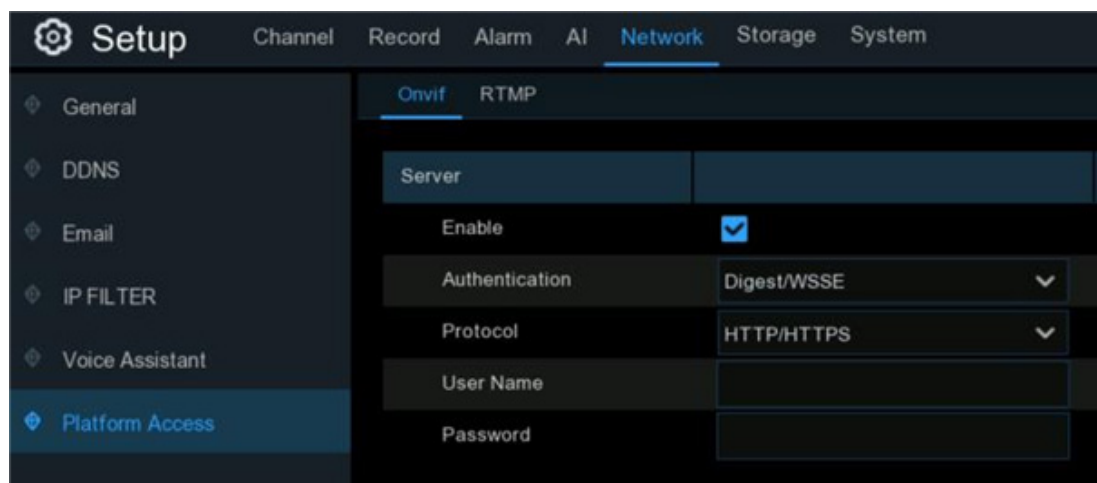 Setup Channel Record Alarm AI Network Storage System
General
DDNS
Email
IP FILTER
Voice Assistant
Platform Access
Onvif RTMP
Server
Enable
Authentication Digest/WSSE
Protocol HTTP/HTTPS
User Name
Password